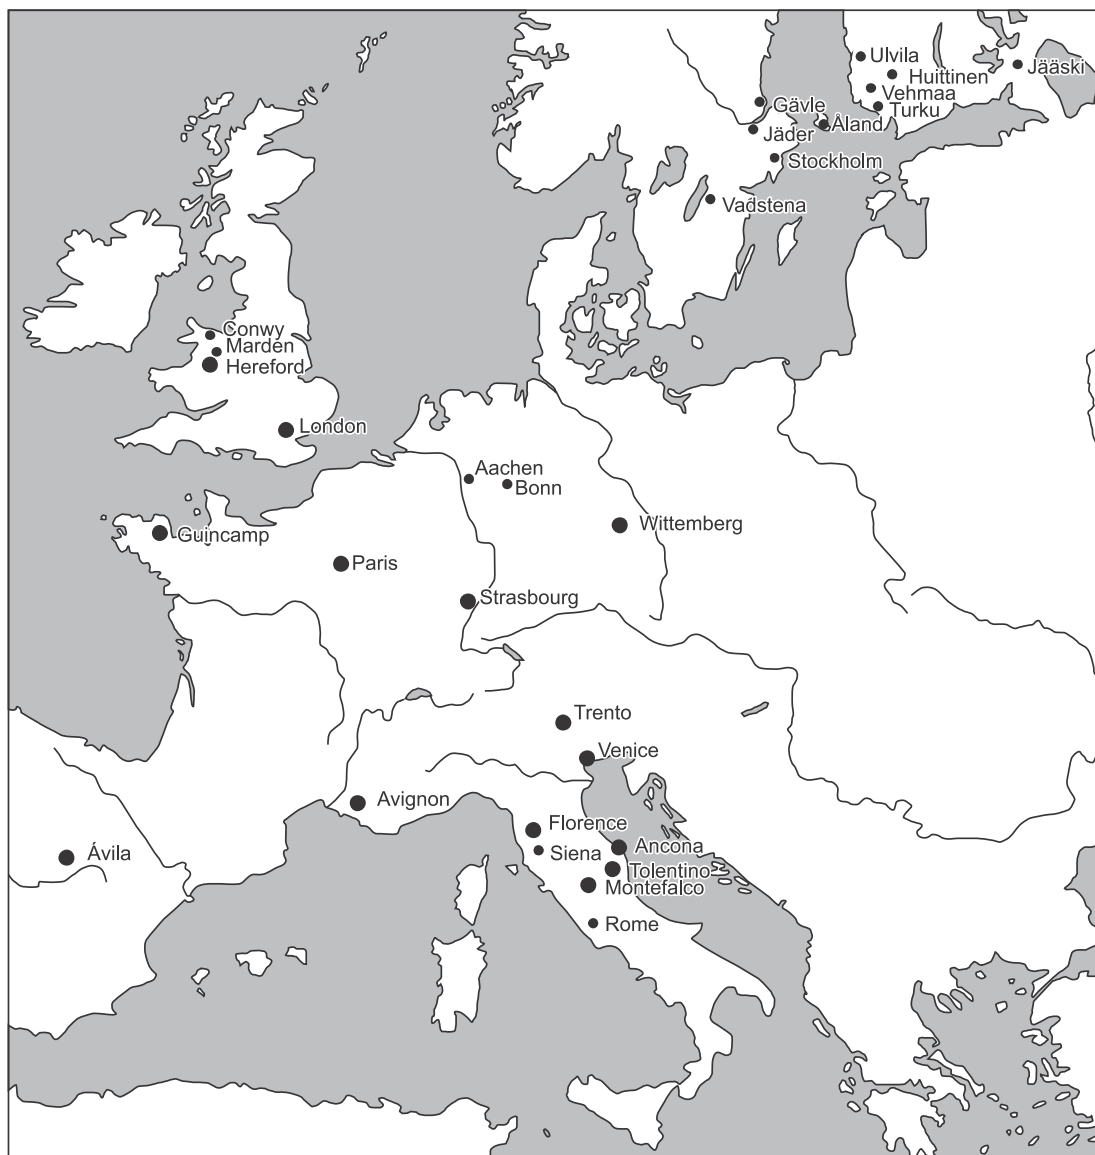 Ulvila
Huittinen
Jääski
Vehmaa
Turku
Gävle
Åland
Jäder
Stockholm
Vadstena
Conwy
Marden
Hereford
London
Aachen
Bonn
Wittemberg
Guincamp
Paris
Strasbourg
Trento
Venice
Avignon
Florence
Ancona
Siena
Ávila
Tolentino
Montefalco
Rome